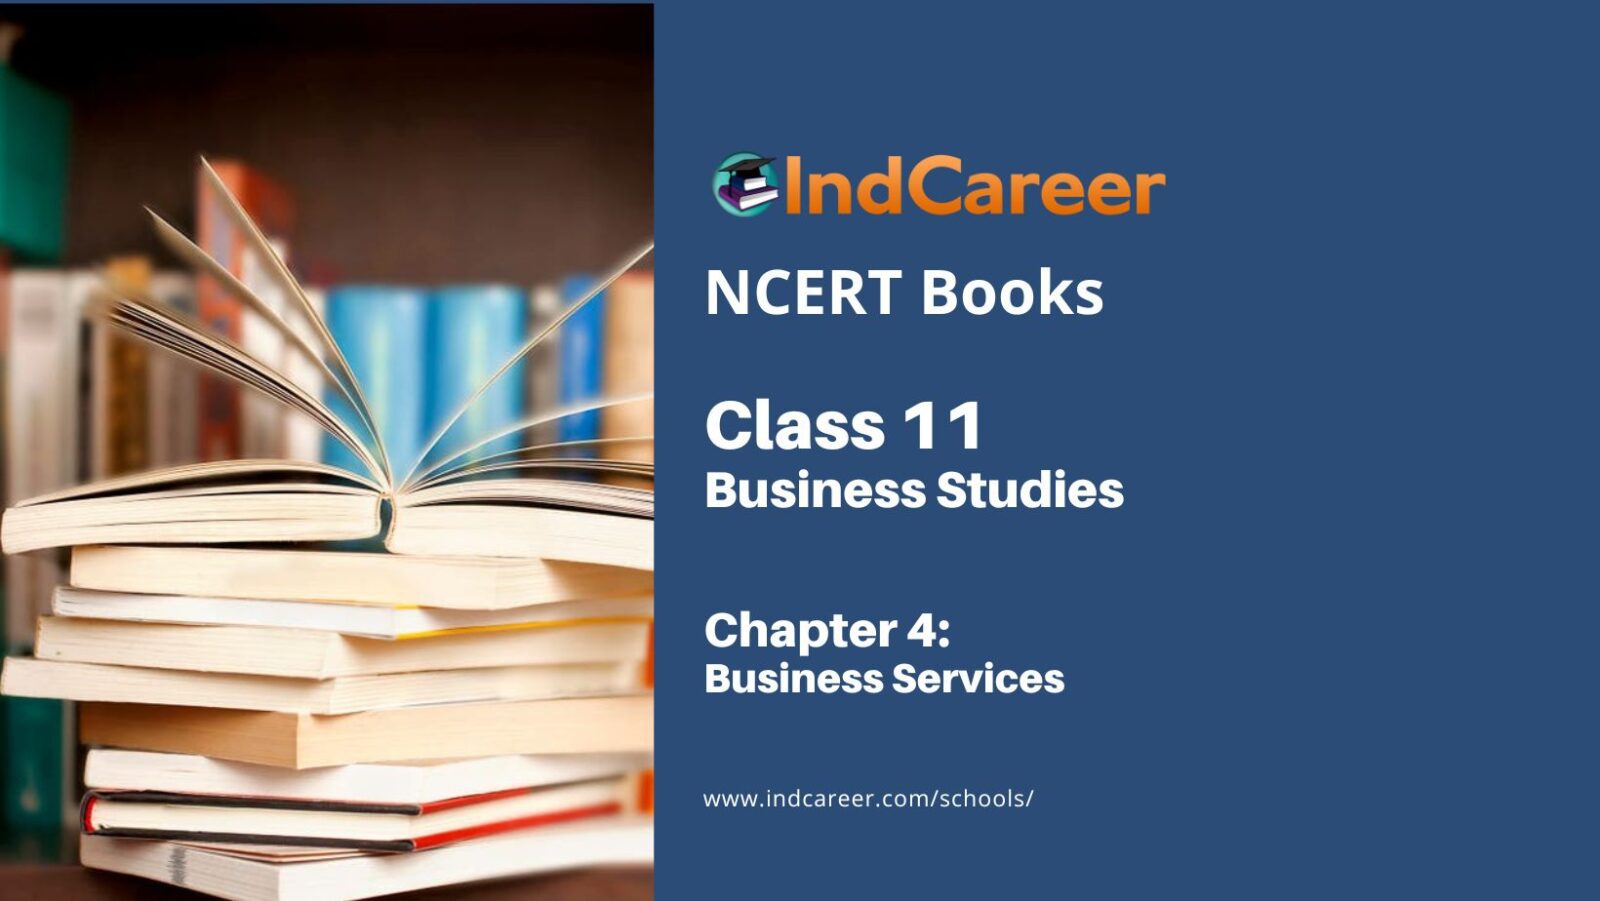 IndCareer
NCERT Books
Class 11
Business Studies
Chapter 4:
Business Services
www.indcareer.com/schools/